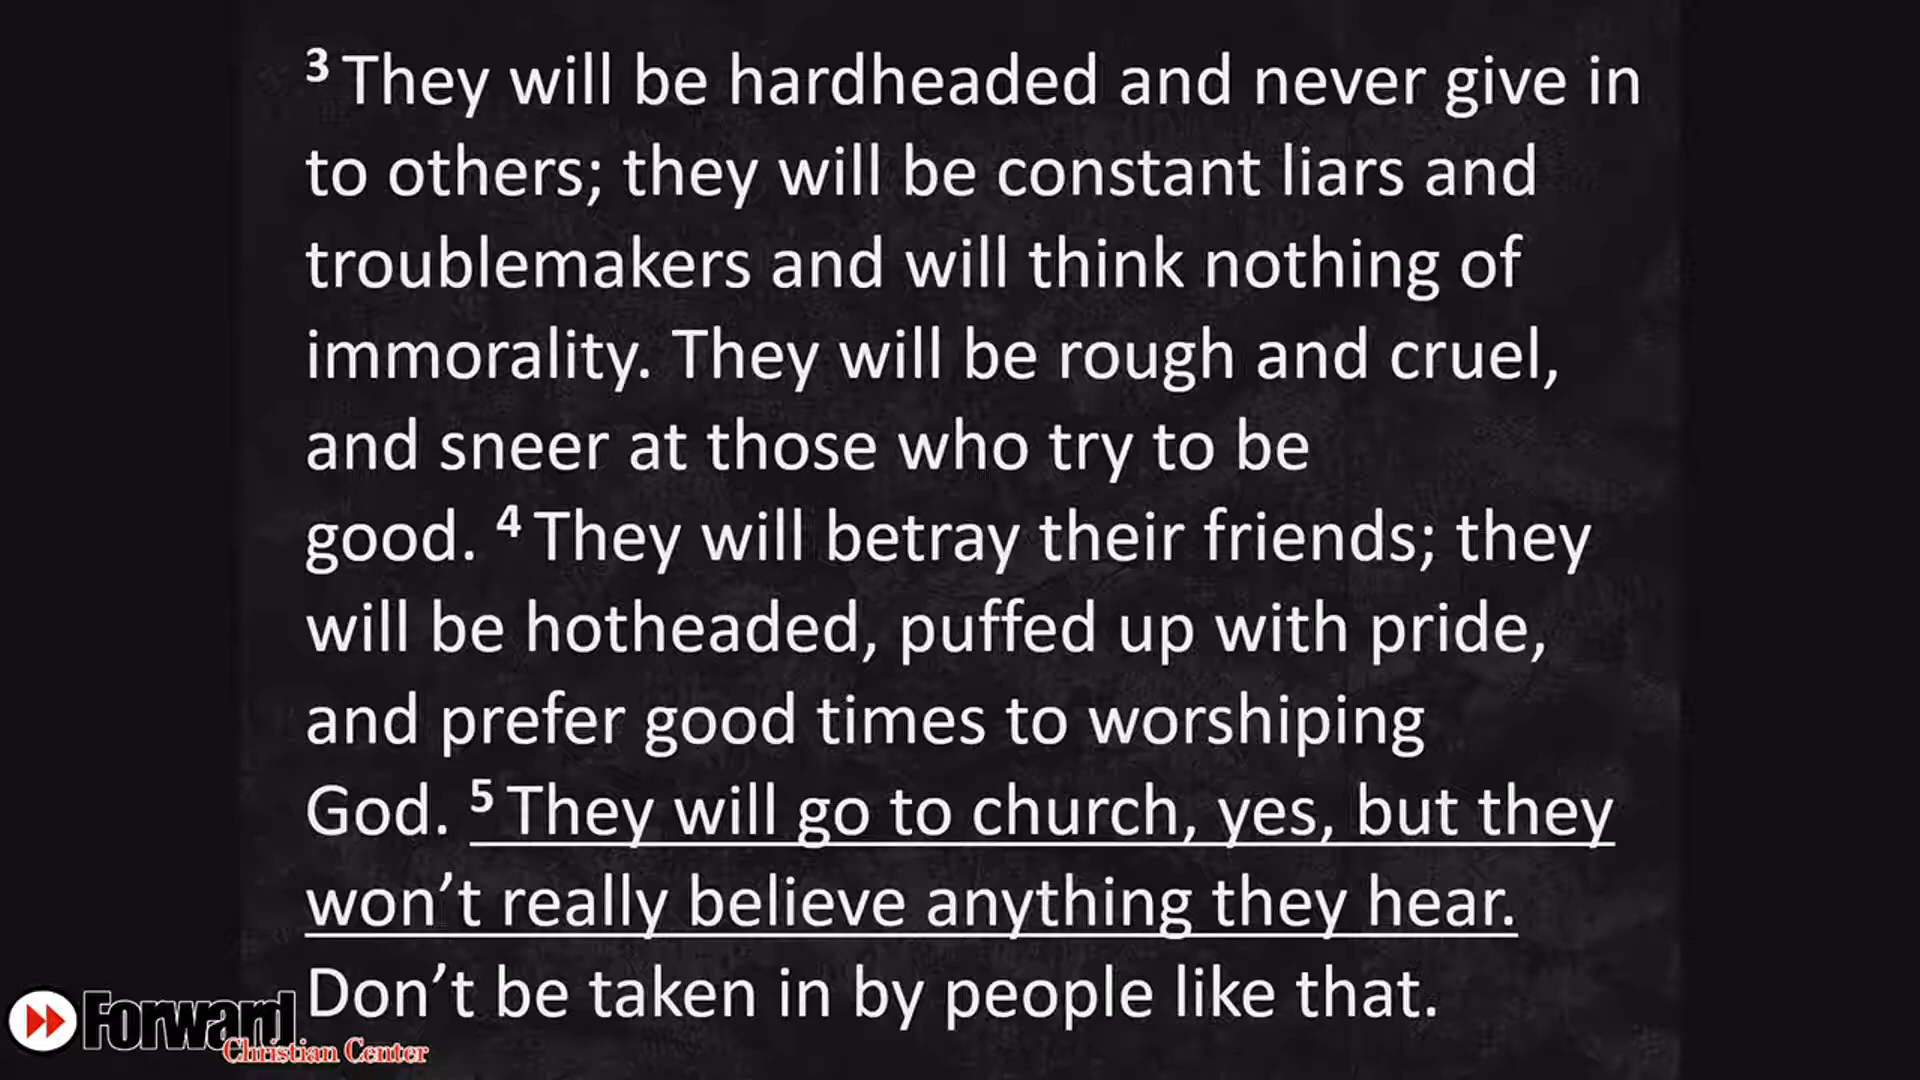 3 They will be hardheaded and never give in
to others; they will be constant liars and
troublemakers and will think nothing of
immorality. They will be rough and cruel,
and sneer at those who try to be
good. 4 They will betray their friends; they
will be hotheaded, puffed up with pride,
and prefer good times to worshiping
God. 5 They will go to church, yes, but they
won’t really believe anything they hear.
Don’t be taken in by people like that.
Forward
Christian Center